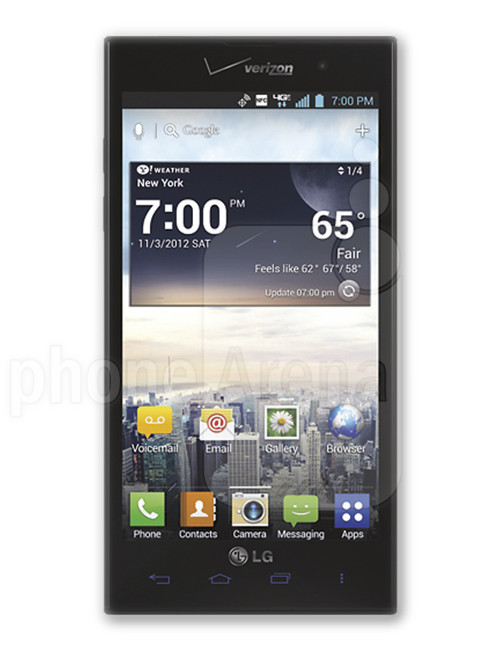 verizon
NFC 4G LTE 7:00 PM
Google
Y! WEATHER 1/4
New York
7:00 PM
65°
11/3/2012 SAT
Fair
Feels like 62° 67°/ 58°
Update 07:00 pm
phoneArena
Voicemail Email Gallery Browser
Phone Contacts Camera Messaging Apps
LG